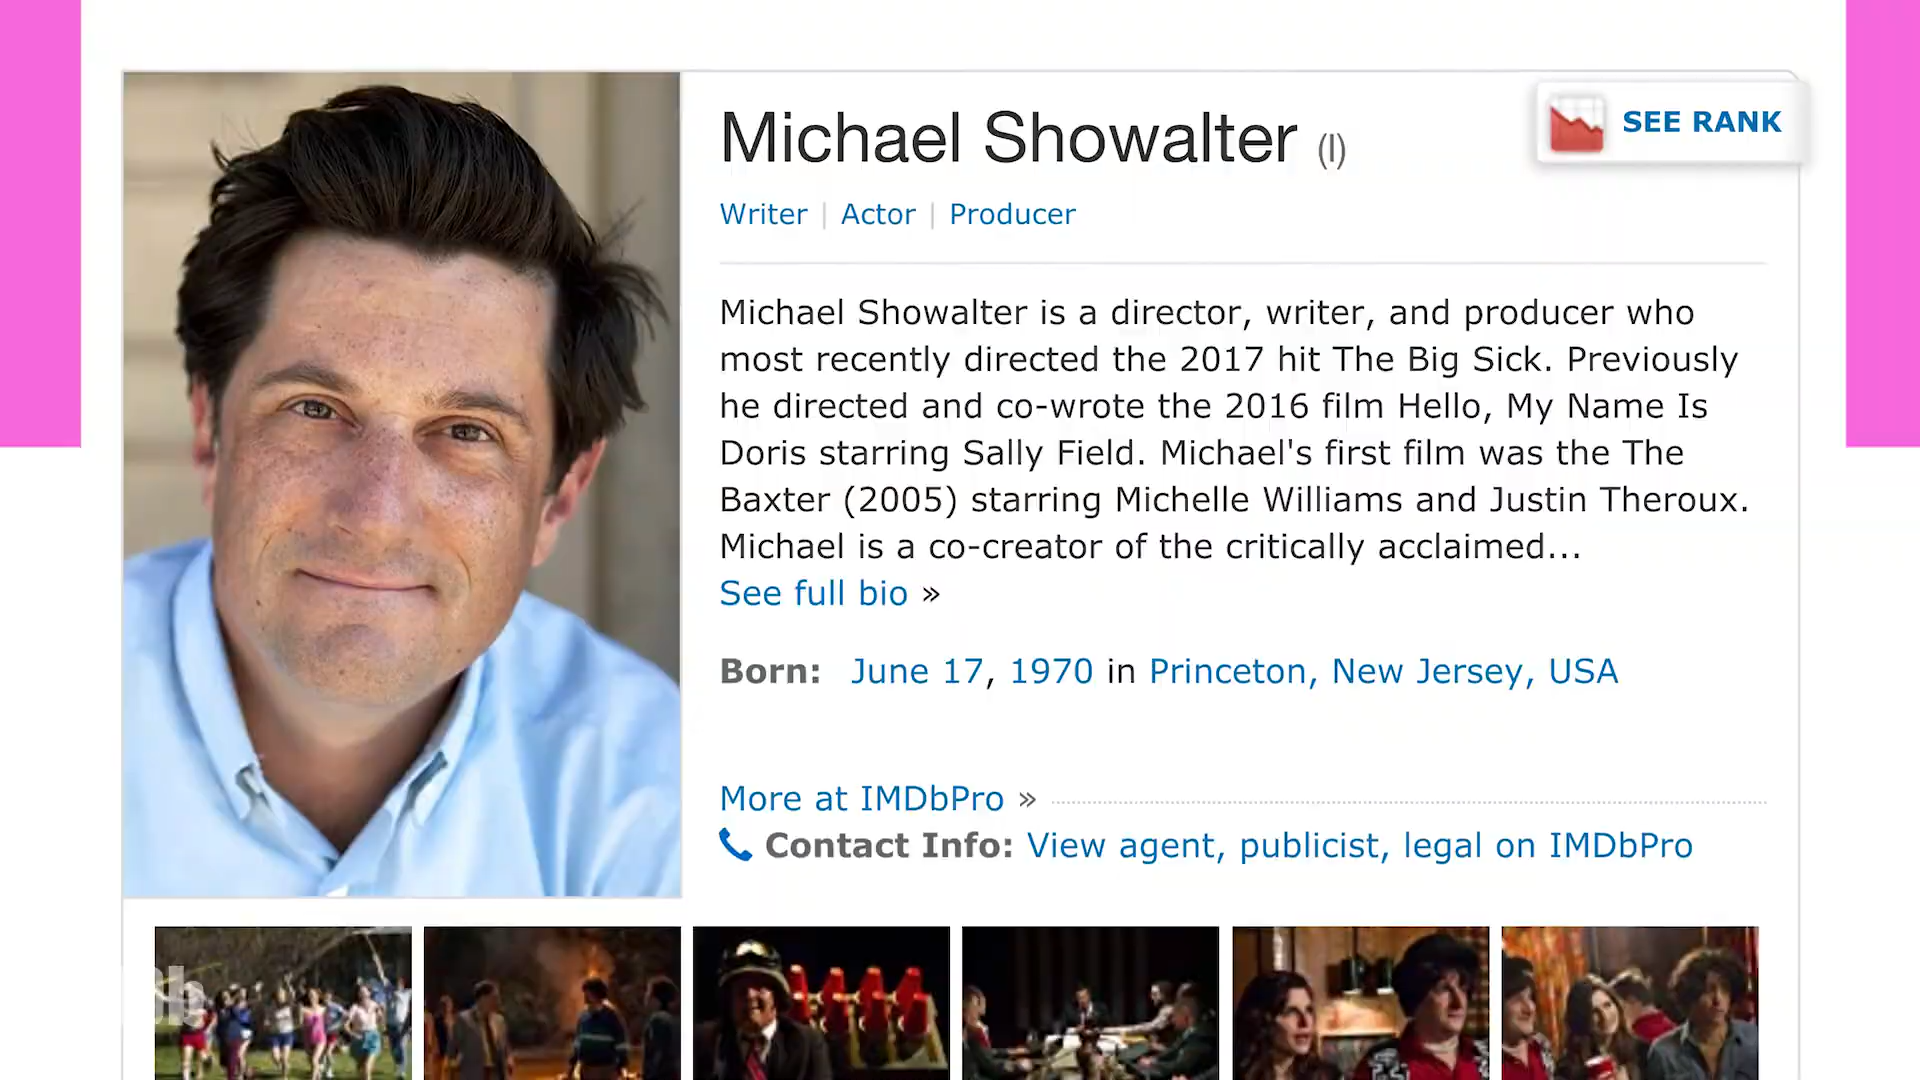 Michael Showalter (I)
SEE RANK
Writer | Actor | Producer
Michael Showalter is a director, writer, and producer who
most recently directed the 2017 hit The Big Sick. Previously
he directed and co-wrote the 2016 film Hello, My Name Is
Doris starring Sally Field. Michael's first film was the The
Baxter (2005) starring Michelle Williams and Justin Theroux.
Michael is a co-creator of the critically acclaimed...
See full bio »
Born: June 17, 1970 in Princeton, New Jersey, USA
More at IMDbPro »
Contact Info: View agent, publicist, legal on IMDbPro